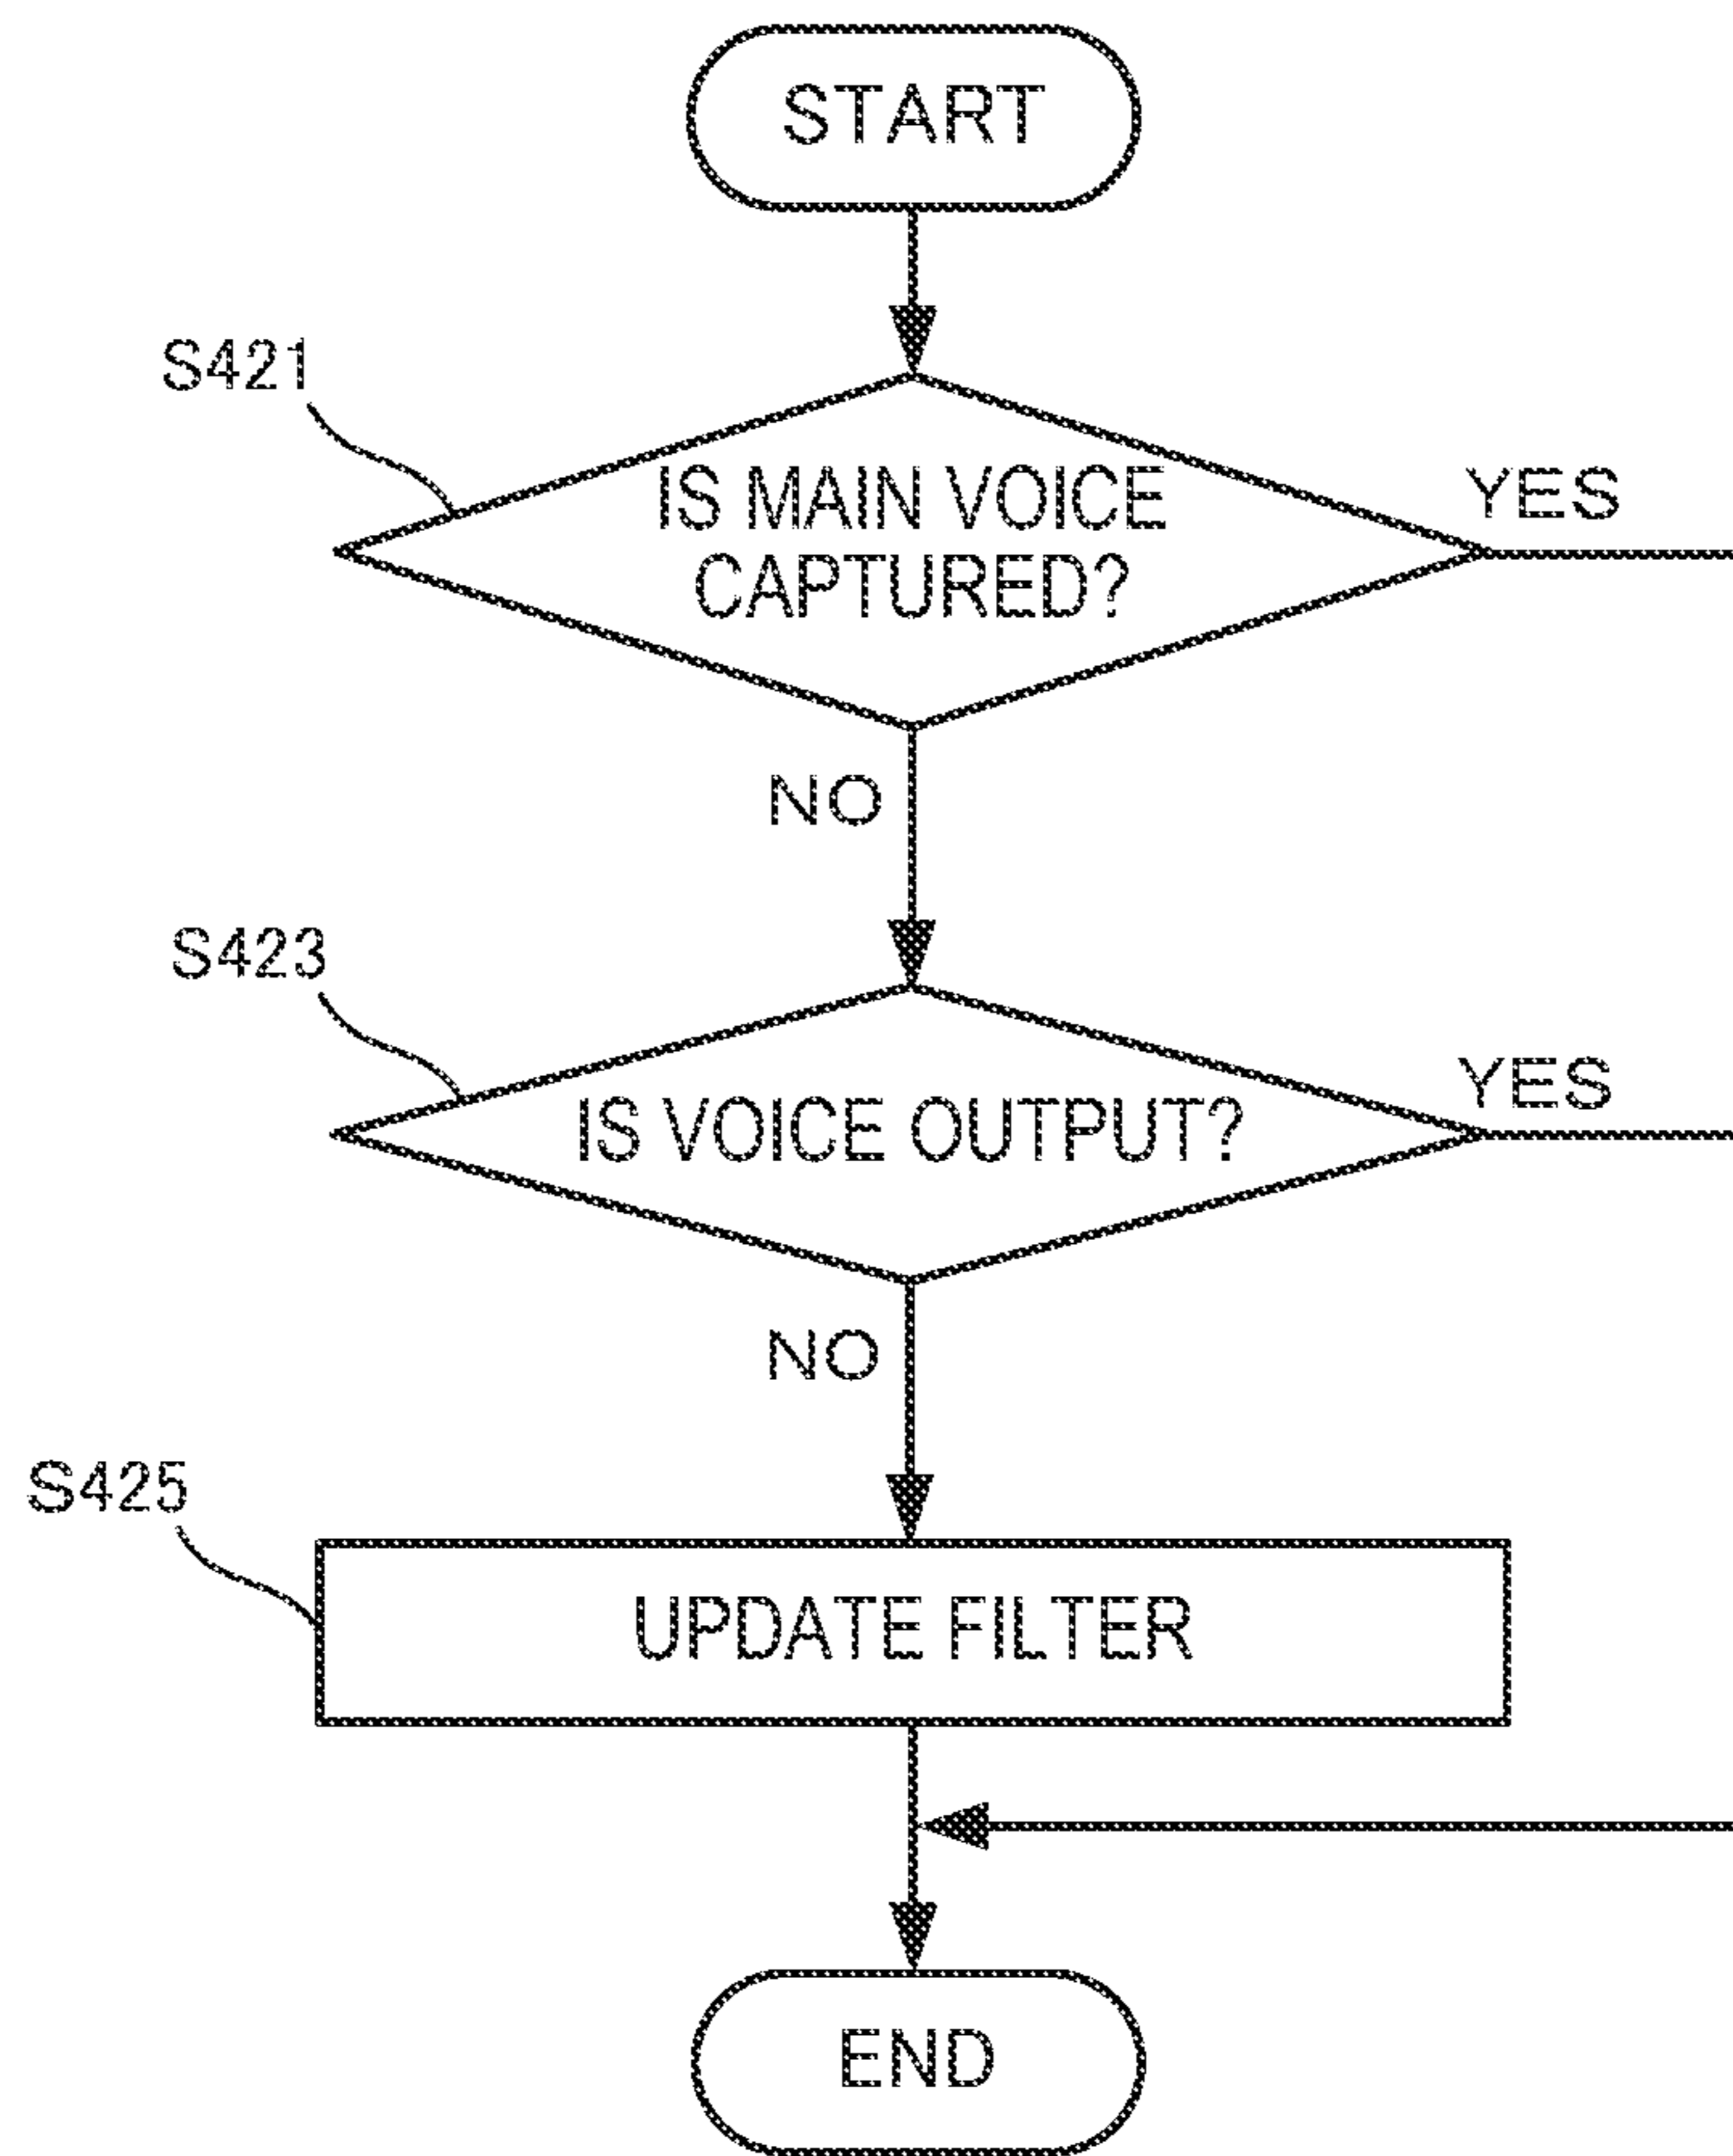 START
S421
IS MAIN VOICE
CAPTURED?
YES
NO
S423
IS VOICE OUTPUT?
YES
NO
S425
UPDATE FILTER
END